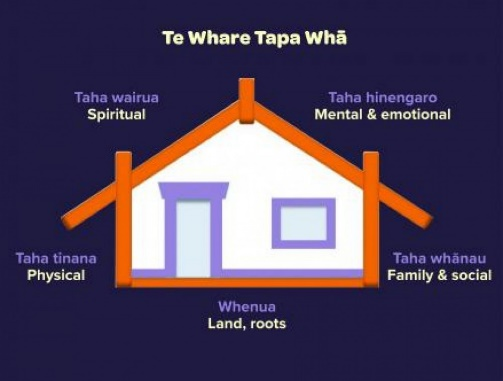 Te Whare Tapa Whā
Taha wairua
Spiritual
Taha hinengaro
Mental & emotional
Taha tinana
Physical
Taha whānau
Family & social
Whenua
Land, roots